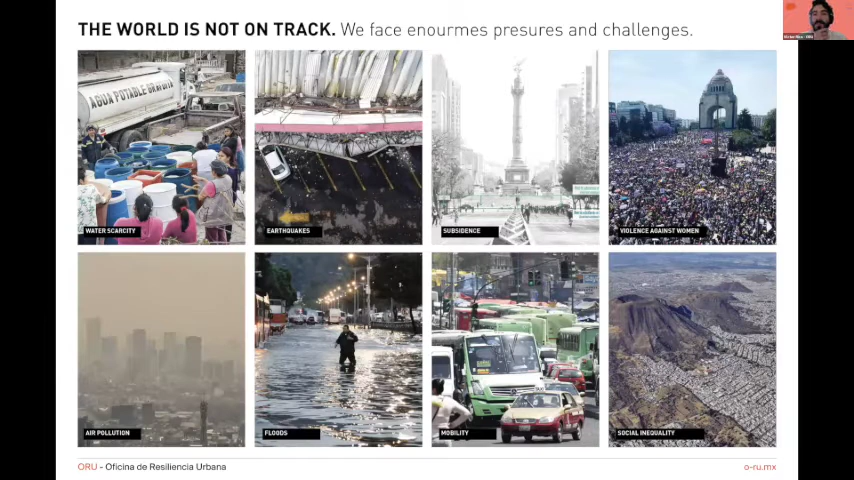 THE WORLD IS NOT ON TRACK. We face enourmes presures and challenges.
AGUA POTABLE GRATUITA
WATER SCARCITY
EARTHQUAKES
SUBSIDENCE
VIOLENCE AGAINST WOMEN
AIR POLLUTION
FLOODS
MOBILITY
SOCIAL INEQUALITY
ORU - Oficina de Resiliencia Urbana
o-ru.mx